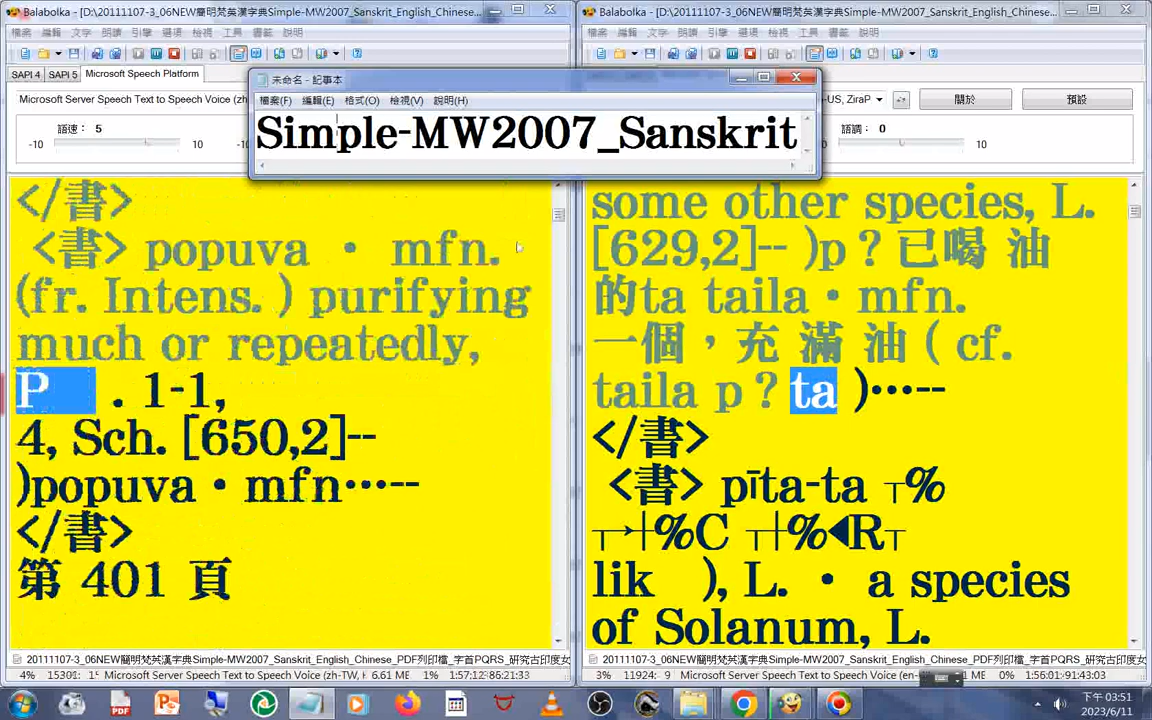 Balabolka - [D:\20111107-3_06NEW簡明梵英漢字典Simple-MW2007_Sanskrit_English_Chinese...
檔案 編輯 文字 朗讀 引擎 選項 檢視 工具 書籤 說明
SAPI 4 SAPI 5 Microsoft Speech Platform
Microsoft Server Speech Text to Speech Voice (zh
語速： 5
-10 10 -10
</書>
<書> popuva • mfn.
(fr. Intens. ) purifying
much or repeatedly,
P . 1-1,
4, Sch. [650,2]--
)popuva • mfn…--
</書>
第 401 頁
20111107-3_06NEW簡明梵英漢字典Simple-MW2007_Sanskrit_English_Chinese_PDF列印檔_字首PQRS_研究古印度女
4% Microsoft Server Speech Text to Speech Voice (zh-TW, 6.61 MB 1%
未命名 - 記事本
檔案(F) 編輯(E) 格式(O) 檢視(V) 說明(H)
Simple-MW2007_Sanskrit
Balabolka - [D:\20111107-3_06NEW簡明梵英漢字典Simple-MW2007_Sanskrit_English_Chinese...
檔案 編輯 文字 朗讀 引擎 選項 檢視 工具 書籤 說明
-US, ZiraP 關於 預設
語調： 0
10
some other species, L.
[629,2]-- )p ? 已喝 油
的ta taila • mfn.
一個，充 滿 油 ( cf.
taila p ? ta )…--
</書>
<書> pīta-ta ┬%
┬→┤%C ┬┤%◀R┬
lik ), L. • a species
of Solanum, L.
20111107-3_06NEW簡明梵英漢字典Simple-MW2007_Sanskrit_English_Chinese_PDF列印檔_字首PQRS_研究古印度女
3% Microsoft Server Speech Text to Speech Voice (en- 0% 1:56:01
下午 03:51
2023/6/11